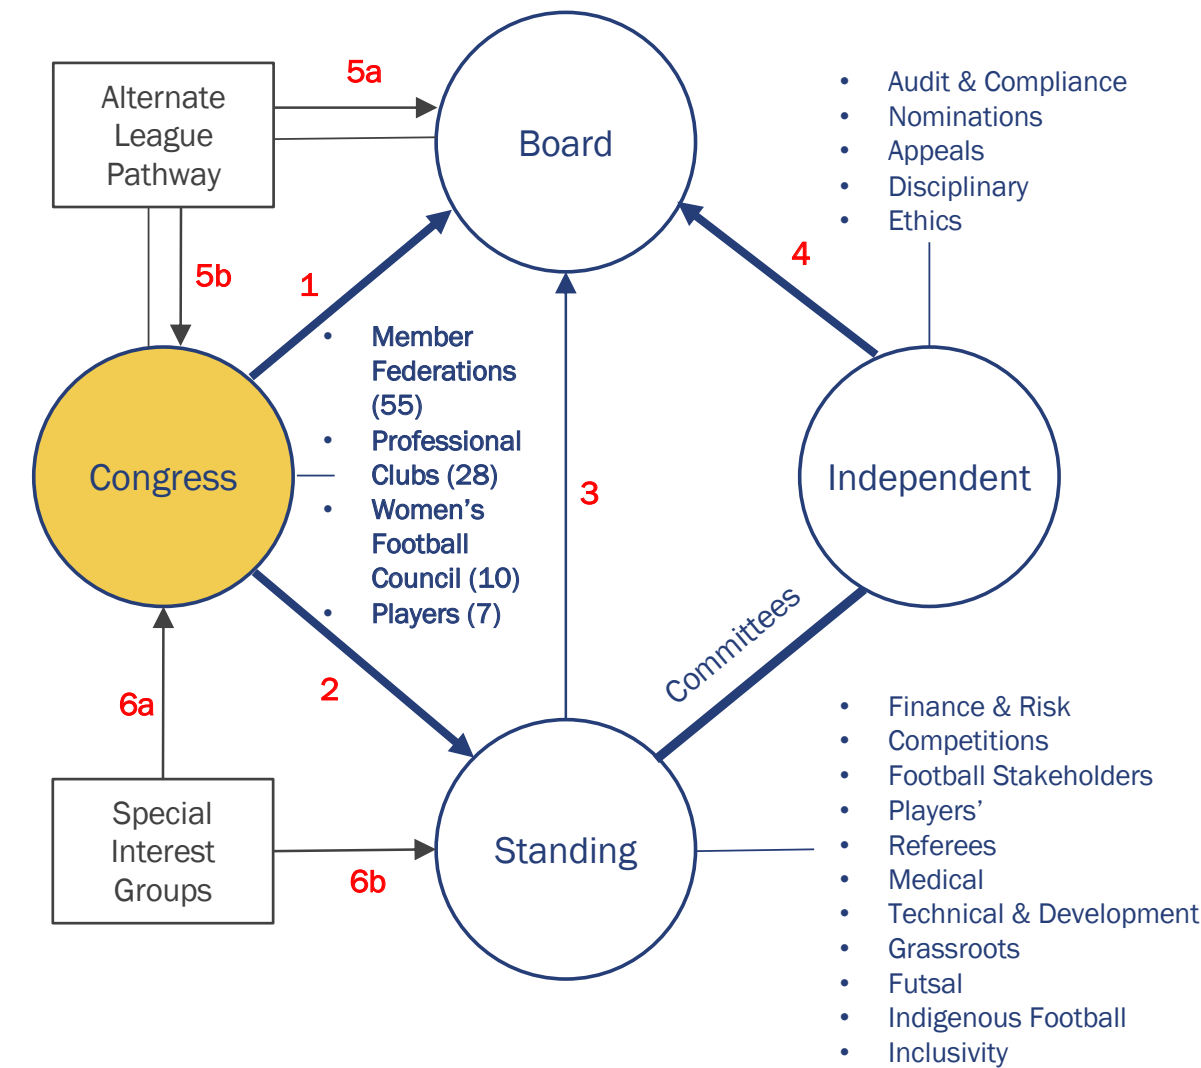 Alternate
League
Pathway
5a
Board
• Audit & Compliance
• Nominations
• Appeals
• Disciplinary
• Ethics
5b
1
4
• Member
Federations
(55)
• Professional
Clubs (28)
• Women’s
Football
Council (10)
• Players (7)
Congress
3
Independent
Committees
2
6a
Special
Interest
Groups
6b
Standing
• Finance & Risk
• Competitions
• Football Stakeholders
• Players’
• Referees
• Medical
• Technical & Development
• Grassroots
• Futsal
• Indigenous Football
• Inclusivity